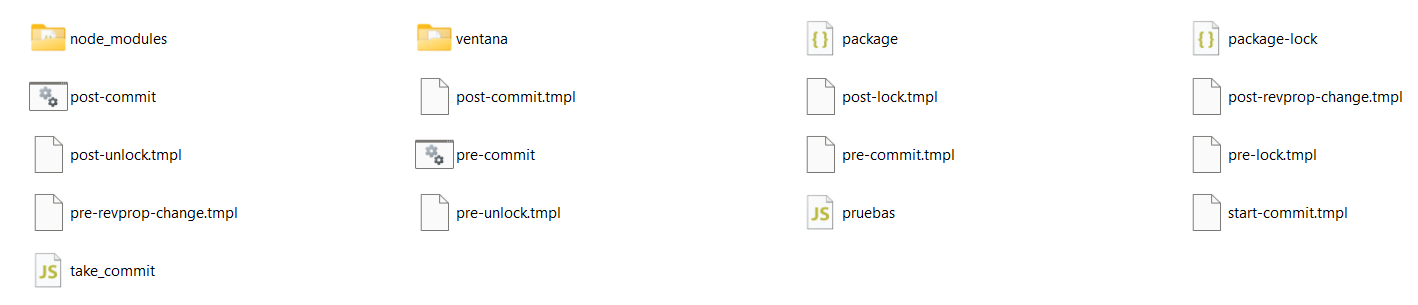 node_modules
ventana
package
package-lock
post-commit
post-commit.tmpl
post-lock.tmpl
post-revprop-change.tmpl
post-unlock.tmpl
pre-commit
pre-commit.tmpl
pre-lock.tmpl
pre-revprop-change.tmpl
pre-unlock.tmpl
JS
pruebas
start-commit.tmpl
JS
take_commit